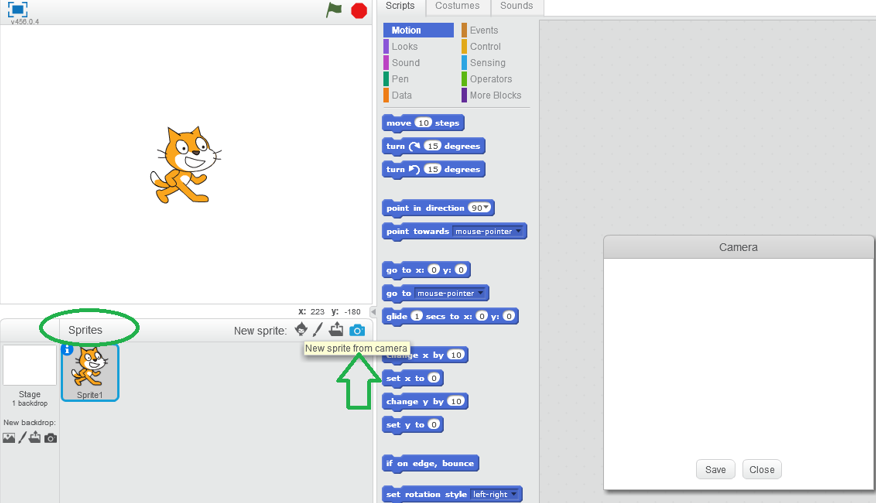 v456.0.4
Scripts Costumes Sounds
Motion Events
Looks Control
Sound Sensing
Pen Operators
Data More Blocks
move 10 steps
turn 15 degrees
turn 15 degrees
point in direction 90
point towards mouse-pointer
go to x: 0 y: 0
go to mouse-pointer
glide 1 secs to x: 0 y: 0
change x by 10
set x to 0
change y by 10
set y to 0
if on edge, bounce
set rotation style left-right
x: 223 y: -180
Sprites New sprite:
New sprite from camera
Sprite1
Stage
1 backdrop
New backdrop:
Camera
Save Close